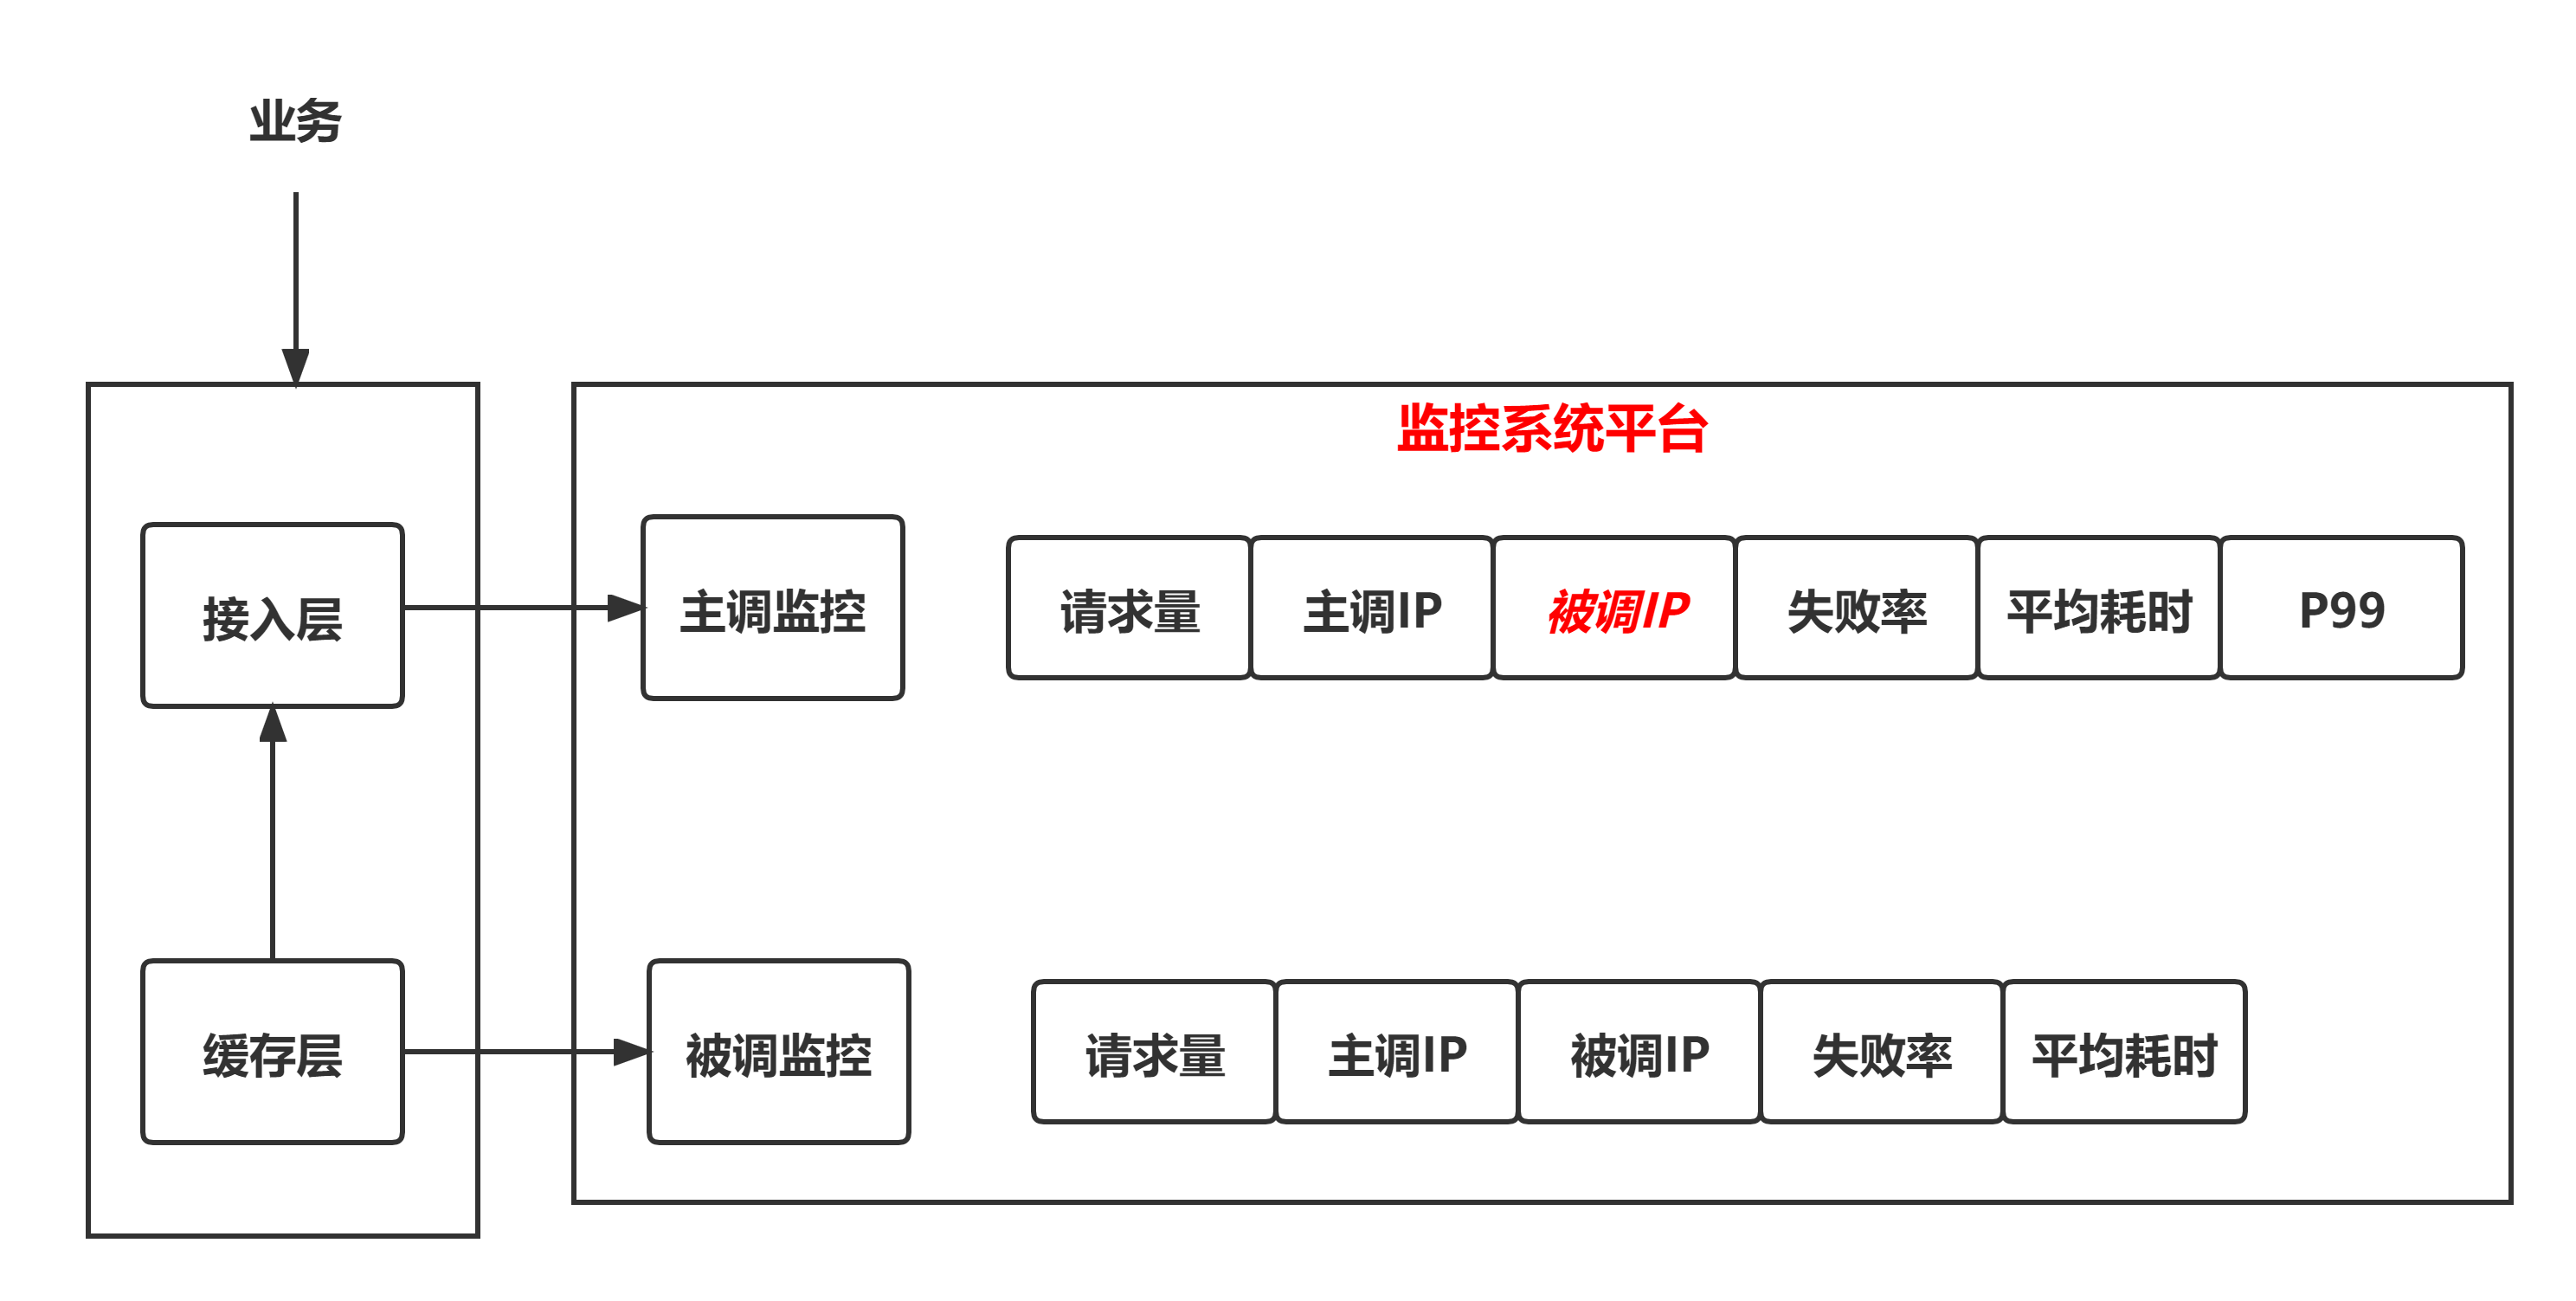 业务
监控系统平台
接入层
主调监控
请求量
主调IP
被调IP
失败率
平均耗时
P99
缓存层
被调监控
请求量
主调IP
被调IP
失败率
平均耗时